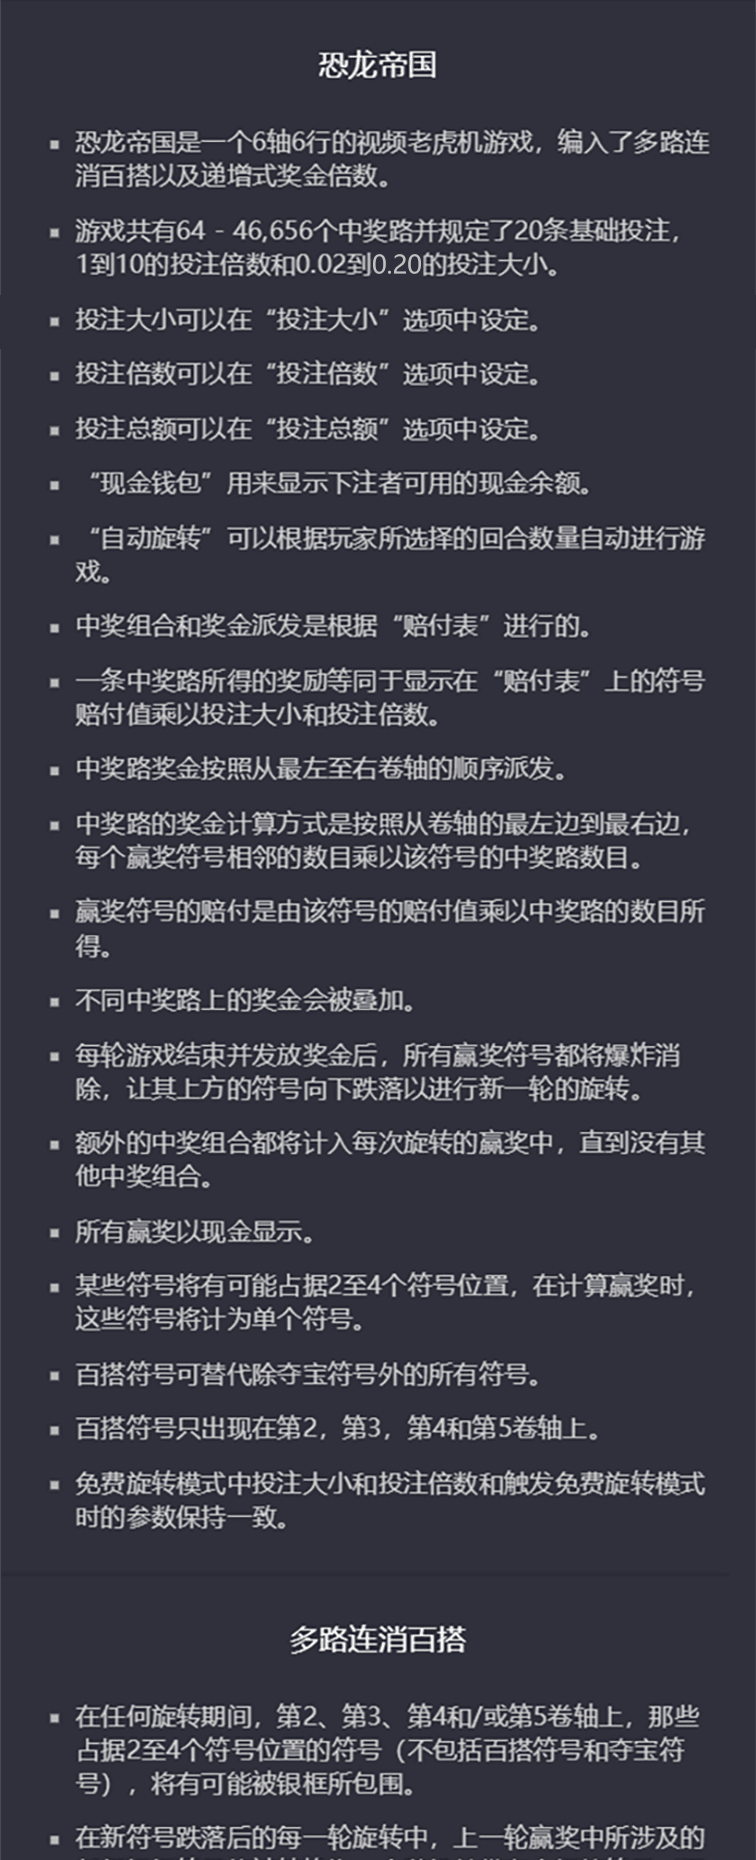 恐龙帝国
恐龙帝国是一个6轴6行的视频老虎机游戏，编入了多路连
消百搭以及递增式奖金倍数。
游戏共有64 - 46,656个中奖路并规定了20条基础投注，
1到10的投注倍数和0.02到0.20的投注大小。
投注大小可以在“投注大小”选项中设定。
投注倍数可以在“投注倍数”选项中设定。
投注总额可以在“投注总额”选项中设定。
“现金钱包”用来显示下注者可用的现金余额。
“自动旋转”可以根据玩家所选择的回合数量自动进行游
戏。
中奖组合和奖金派发是根据“赔付表”进行的。
一条中奖路所得的奖励等同于显示在“赔付表”上的符号
赔付值乘以投注大小和投注倍数。
中奖路奖金按照从最左至右卷轴的顺序派发。
中奖路的奖金计算方式是按照从卷轴的最左边到最右边，
每个赢奖符号相邻的数目乘以该符号的中奖路数目。
赢奖符号的赔付是由该符号的赔付值乘以中奖路的数目所
得。
不同中奖路上的奖金会被叠加。
每轮游戏结束并发放奖金后，所有赢奖符号都将爆炸消
除，让其上方的符号向下跌落以进行新一轮的旋转。
额外的中奖组合都将计入每次旋转的赢奖中，直到没有其
他中奖组合。
所有赢奖以现金显示。
某些符号将有可能占据2至4个符号位置，在计算赢奖时，
这些符号将计为单个符号。
百搭符号可替代除夺宝符号外的所有符号。
百搭符号只出现在第2，第3，第4和第5卷轴上。
免费旋转模式中投注大小和投注倍数和触发免费旋转模式
时的参数保持一致。
多路连消百搭
在任何旋转期间，第2、第3、第4和/或第5卷轴上，那些
占据2至4个符号位置的符号（不包括百搭符号和夺宝符
号），将有可能被银框所包围。
在新符号跌落后的每一轮旋转中，上一轮赢奖中所涉及的